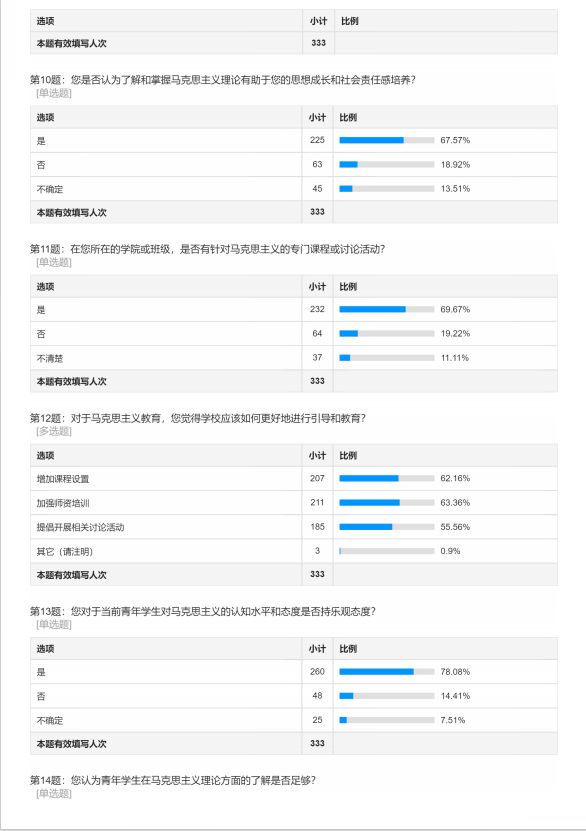 选项 小计 比例
本题有效填写人次 333
第10题：您是否认为了解和掌握马克思主义理论有助于您的思想成长和社会责任感培养？
[单选题]
选项 小计 比例
是 225 67.57%
否 63 18.92%
不确定 45 13.51%
本题有效填写人次 333
第11题：在您所在的学院或班级，是否有针对马克思主义的专门课程或讨论活动？
[单选题]
选项 小计 比例
是 232 69.67%
否 64 19.22%
不清楚 37 11.11%
本题有效填写人次 333
第12题：对于马克思主义教育，您觉得学校应该如何更好地进行引导和教育？
[多选题]
选项 小计 比例
增加课程设置 207 62.16%
加强师资培训 211 63.36%
提倡开展相关讨论活动 185 55.56%
其它（请注明） 3 0.9%
本题有效填写人次 333
第13题：您对于当前青年学生对马克思主义的认知水平和态度是否持乐观态度？
[单选题]
选项 小计 比例
是 260 78.08%
否 48 14.41%
不确定 25 7.51%
本题有效填写人次 333
第14题：您认为青年学生在马克思主义理论方面的了解是否足够？
[单选题]